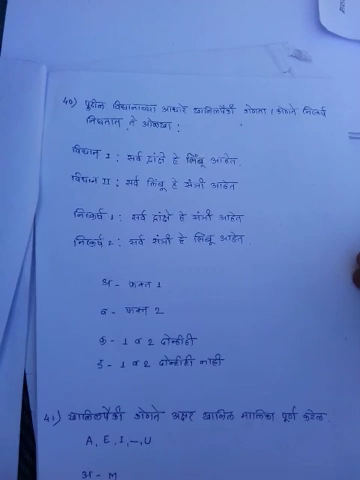 40) पुढील विधानाच्या आधारे खालिलपैकी कोणता / कोणते निष्कर्ष
निघतात ते ओळखा :
विधान I : सर्व द्राक्षे हे लिंबू आहेत.
विधान II : सर्व लिंबू हे संत्री आहेत
निष्कर्ष 1 : सर्व द्राक्षे हे संत्री आहेत
निष्कर्ष 2 : सर्व संत्री हे लिंबू आहेत.
अ - फक्त 1
ब - फक्त 2
क - 1 व 2 दोन्हीही
ड - 1 व 2 दोन्हीही नाही
41) खालिलपैकी कोणते अक्षर खालिल मालिका पूर्ण करेल.
A, E, I, –, U
अ - M